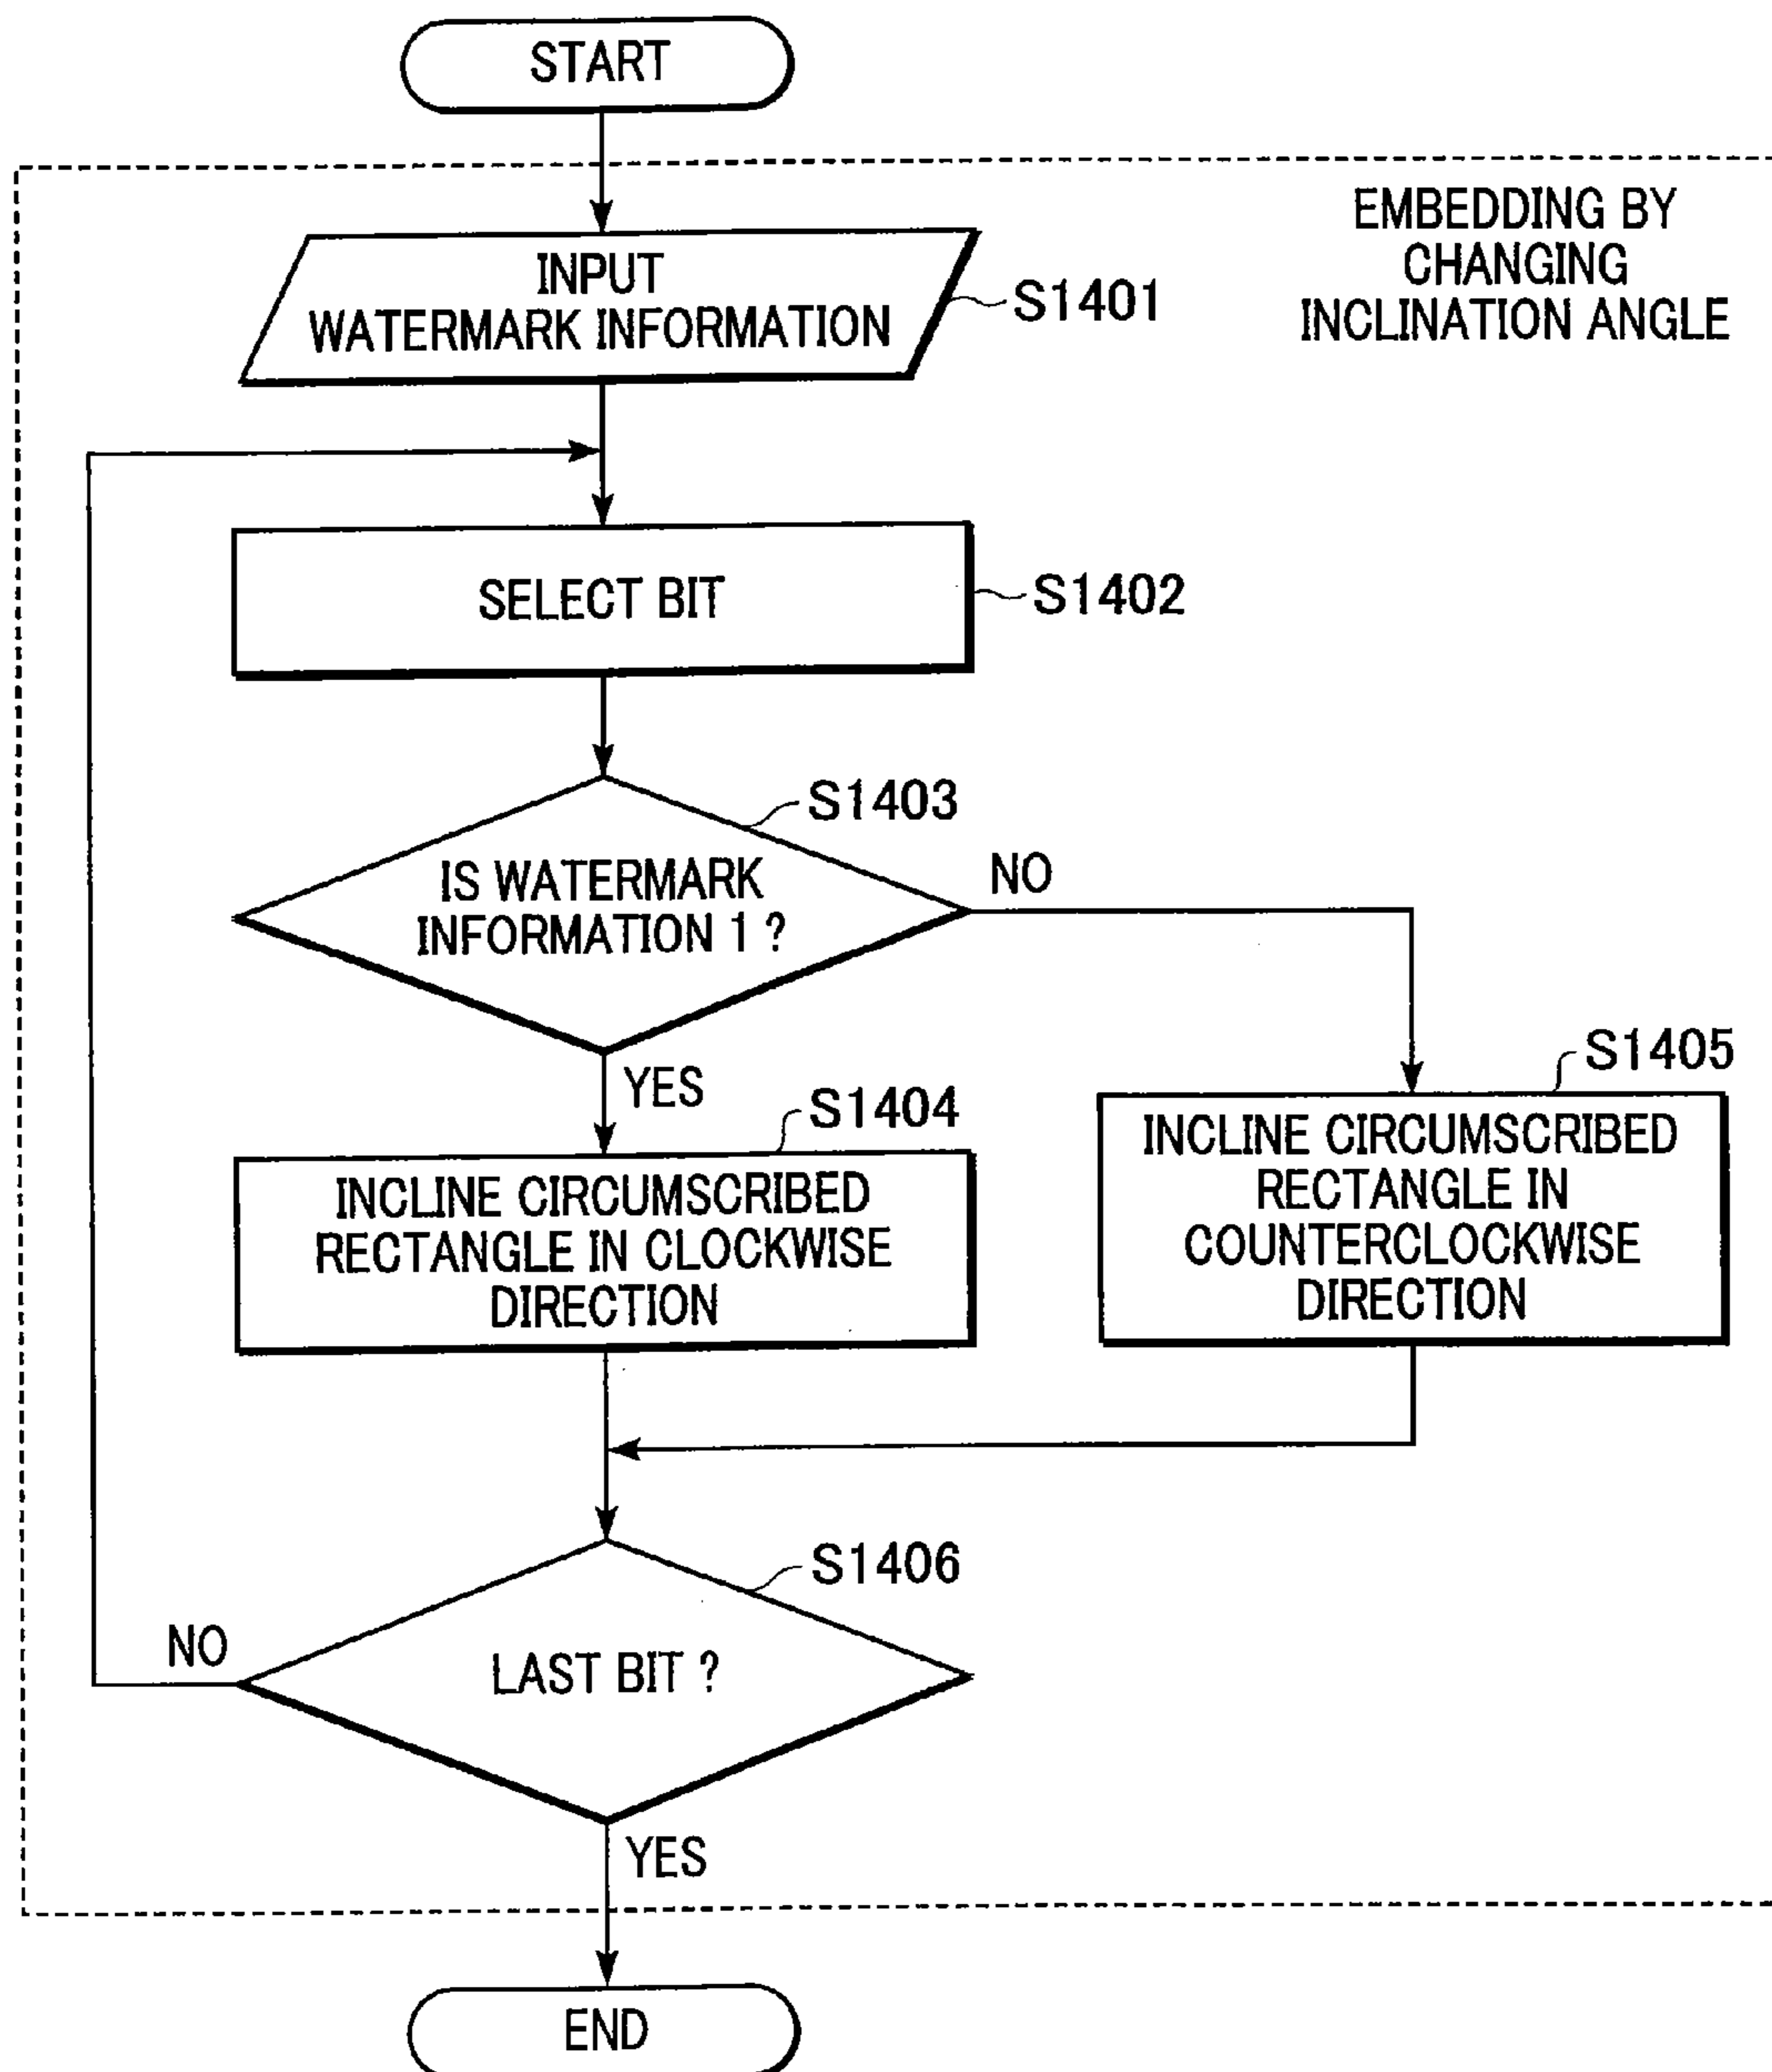 START
EMBEDDING BY
CHANGING
INCLINATION ANGLE
INPUT
WATERMARK INFORMATION
S1401
SELECT BIT
S1402
S1403
IS WATERMARK
INFORMATION 1 ?
NO
YES
S1404
INCLINE CIRCUMSCRIBED
RECTANGLE IN CLOCKWISE
DIRECTION
S1405
INCLINE CIRCUMSCRIBED
RECTANGLE IN
COUNTERCLOCKWISE
DIRECTION
S1406
LAST BIT ?
NO
YES
END